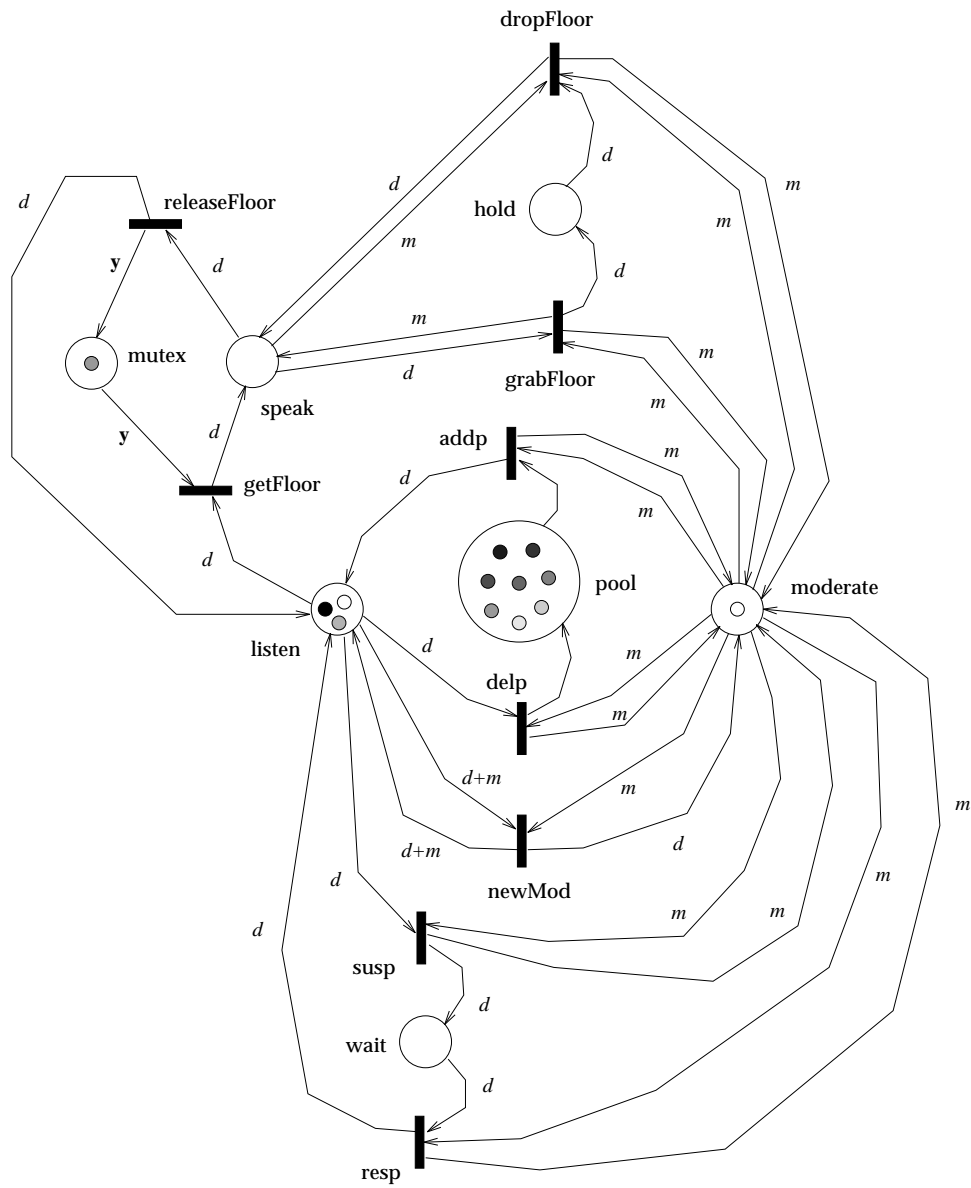 dropFloor
d
d
releaseFloor
d
m
hold
m
m
y
d
m
d
m
mutex
d
m
speak
grabFloor
m
y
d
addp
m
getFloor
d
m
d
pool
moderate
listen
d
m
delp
m
d+m
m
m
d+m
d
d
newMod
m
d
m
m
susp
d
wait
d
resp